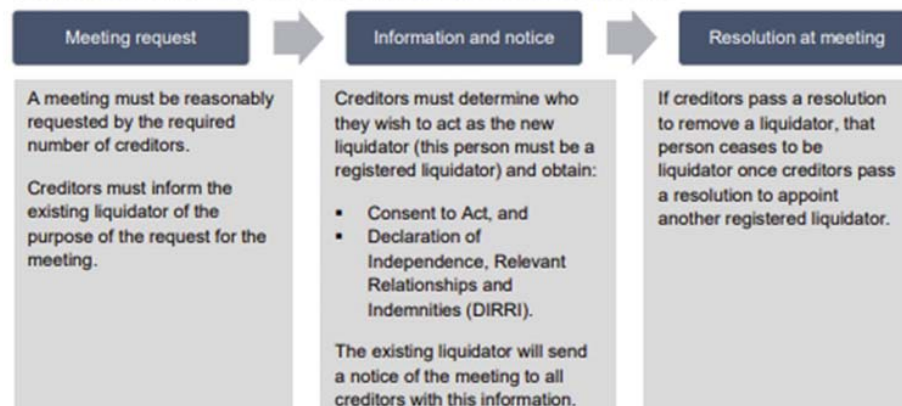 Meeting request
A meeting must be reasonably
requested by the required
number of creditors.
Creditors must inform the
existing liquidator of the
purpose of the request for the
meeting.
Information and notice
Creditors must determine who
they wish to act as the new
liquidator (this person must be a
registered liquidator) and obtain:
▪ Consent to Act, and
▪ Declaration of
Independence, Relevant
Relationships and
Indemnities (DIRRI).
The existing liquidator will send
a notice of the meeting to all
creditors with this information.
Resolution at meeting
If creditors pass a resolution
to remove a liquidator, that
person ceases to be
liquidator once creditors pass
a resolution to appoint
another registered liquidator.